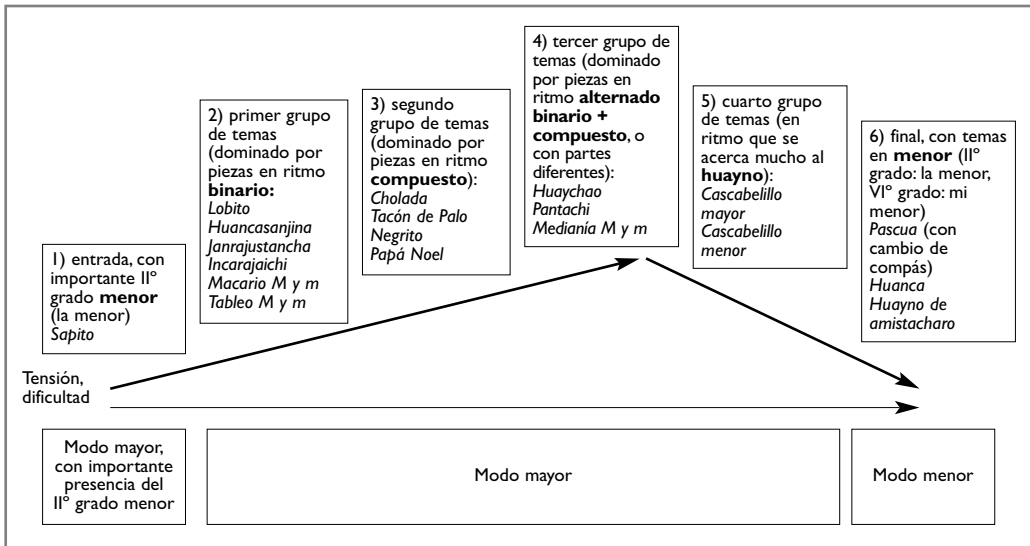 1) entrada, con
importante IIº
grado menor
(la menor)
Sapito
2) primer grupo
de temas
(dominado por
piezas en ritmo
binario:
Lobito
Huancasanjina
Janrajustancha
Incarajaichi
Macario M y m
Tableo M y m
3) segundo
grupo de temas
(dominado por
piezas en ritmo
compuesto):
Cholada
Tacón de Palo
Negrito
Papá Noel
4) tercer grupo de
temas (dominado
por piezas en
ritmo alternado
binario +
compuesto, o
con partes
diferentes):
Huaychao
Pantachi
Medianía M y m
5) cuarto grupo
de temas (en
ritmo que se
acerca mucho al
huayno):
Cascabelillo
mayor
Cascabelillo
menor
6) final, con temas
en menor (IIº
grado: la menor,
VIº grado: mi
menor)
Pascua (con
cambio de
compás)
Huanca
Huayno de
amistacharo
Tensión,
dificultad
Modo mayor,
con importante
presencia del
IIº grado menor
Modo mayor
Modo menor